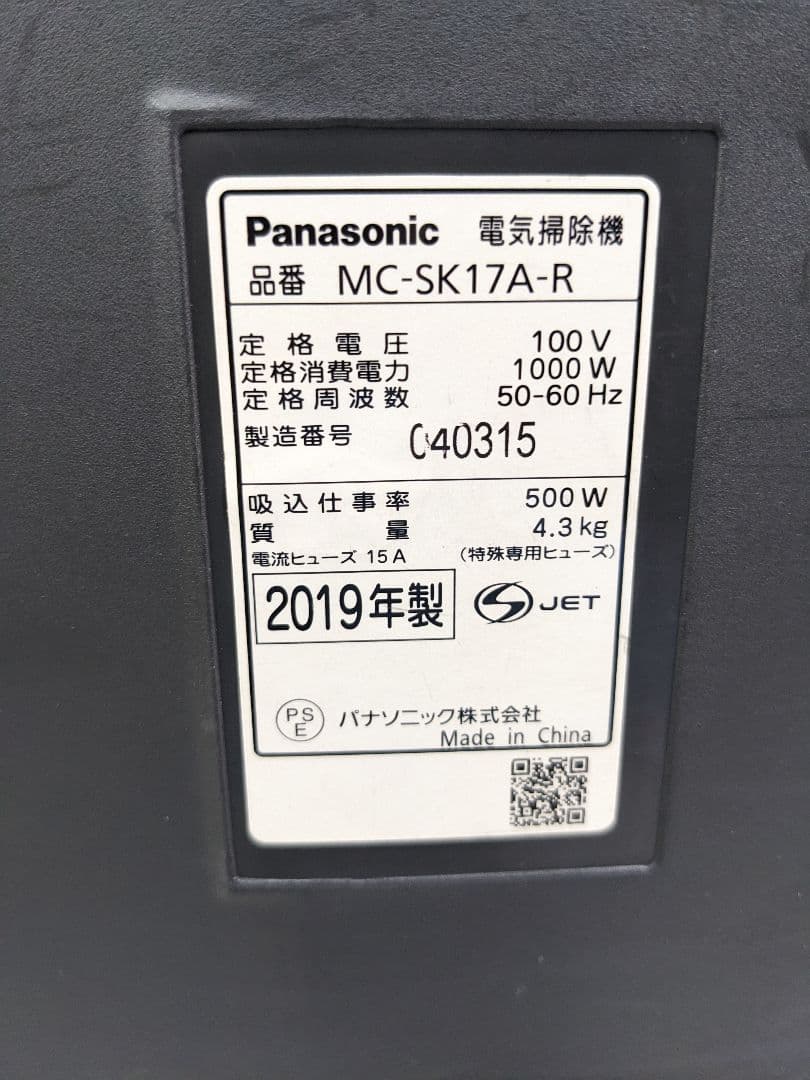 Panasonic 電気掃除機
品番 MC-SK17A-R
定格電圧 100 V
定格消費電力 1000 W
定格周波数 50-60 Hz
製造番号 040315
吸込仕事率 500 W
質量 4.3 kg
電流ヒューズ 15 A (特殊専用ヒューズ)
2019年製 S JET
PS
E
パナソニック株式会社
Made in China